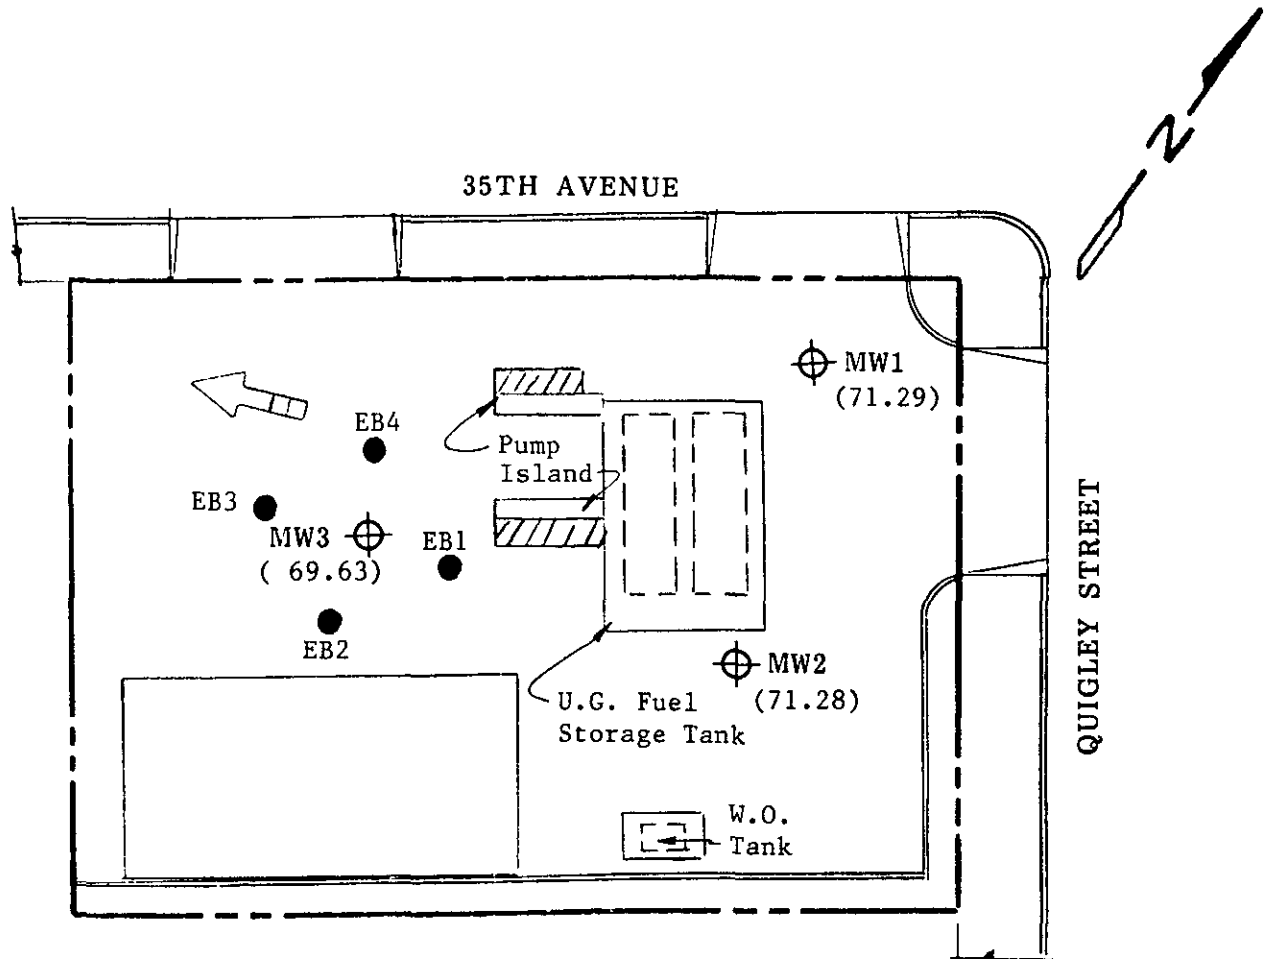 N
35TH AVENUE
MW1
(71.29)
EB4
Pump
Island
EB3
MW3
( 69.63)
EB1
EB2
MW2
(71.28)
U.G. Fuel
Storage Tank
W.O.
Tank
QUIGLEY STREET